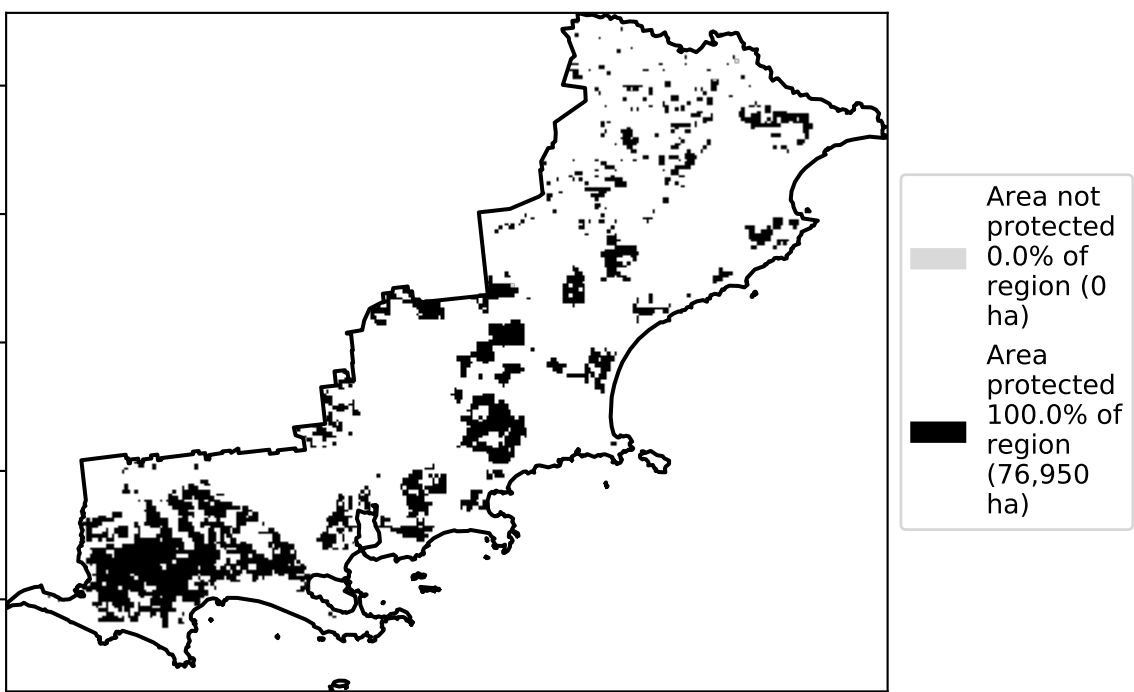 Area not
protected
0.0% of
region (0
ha)
Area
protected
100.0% of
region
(76,950
ha)